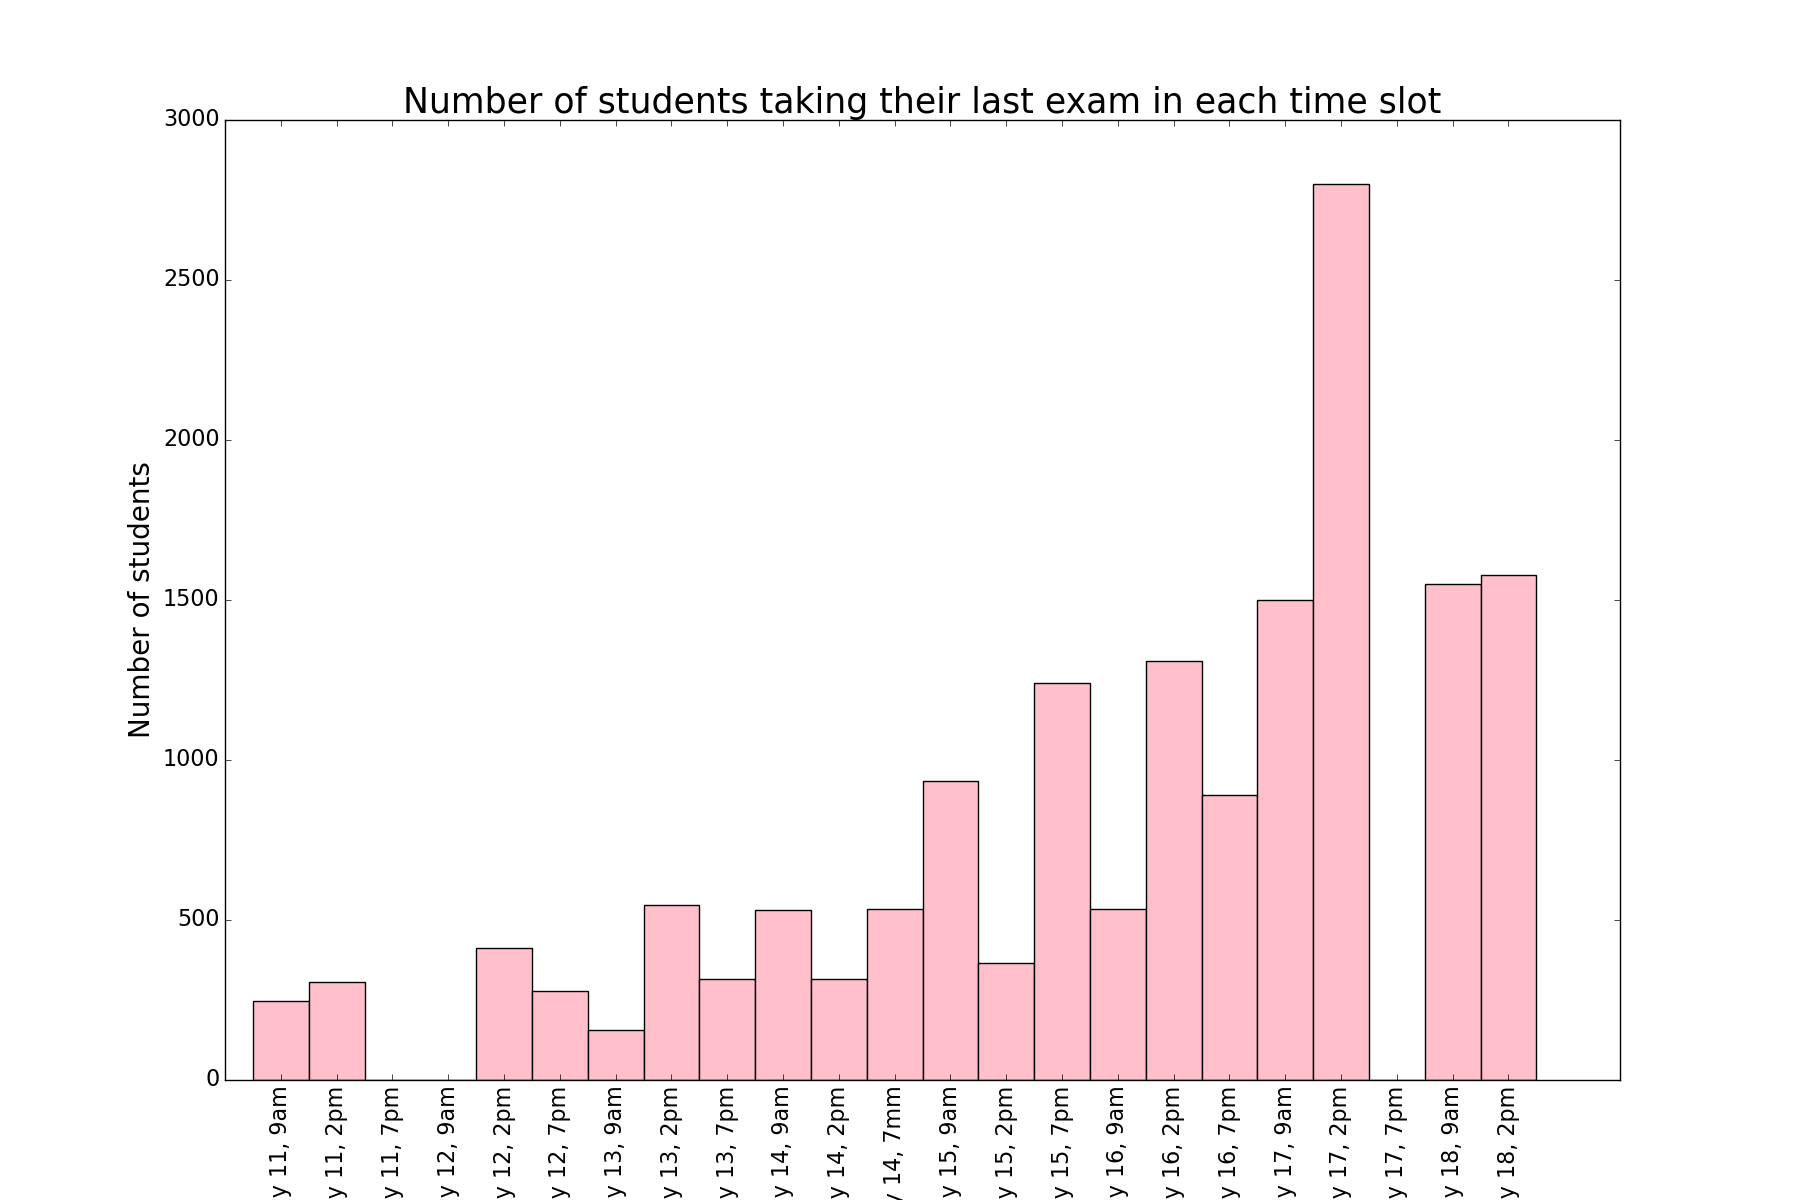 Number of students taking their last exam in each time slot
Number of students
3000
2500
2000
1500
1000
500
0
y 11, 9am
y 11, 2pm
y 11, 7pm
y 12, 9am
y 12, 2pm
y 12, 7pm
y 13, 9am
y 13, 2pm
y 13, 7pm
y 14, 9am
y 14, 2pm
y 14, 7mm
y 15, 9am
y 15, 2pm
y 15, 7pm
y 16, 9am
y 16, 2pm
y 16, 7pm
y 17, 9am
y 17, 2pm
y 17, 7pm
y 18, 9am
y 18, 2pm